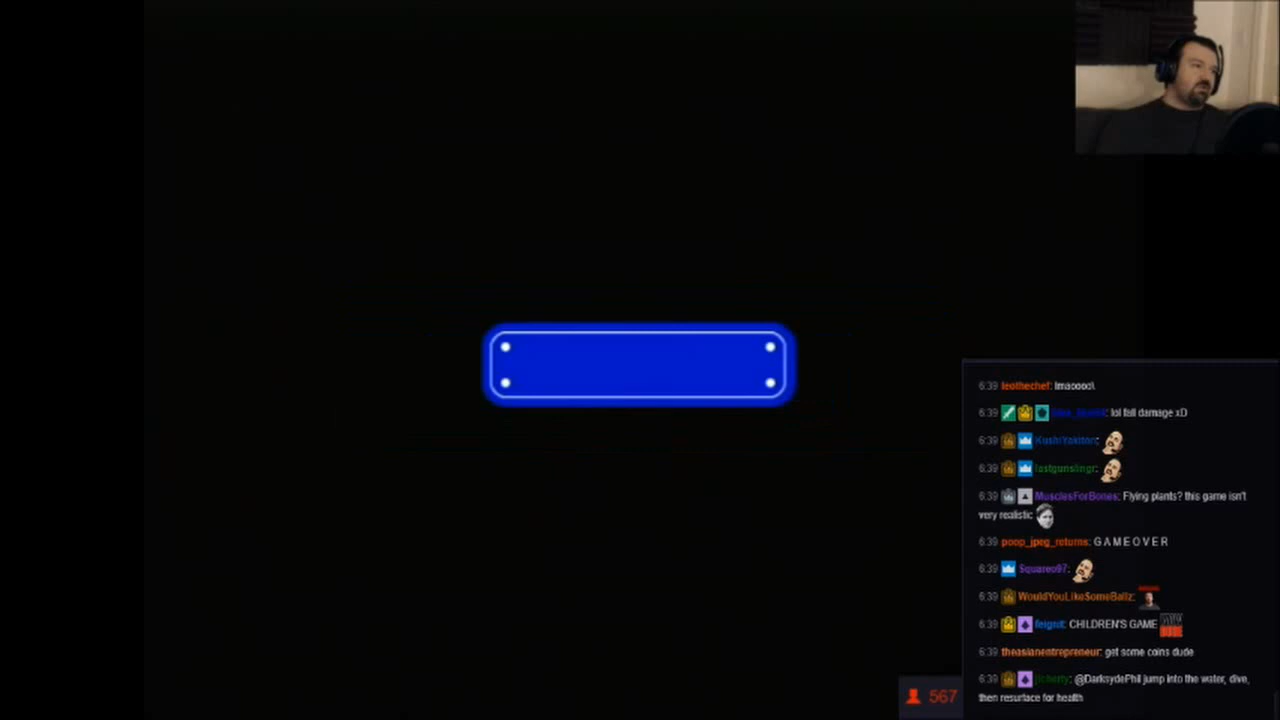 6:39 leothechef: lmaoooo\
6:39 lol fall damage xD
6:39 KushiYakitori:
6:39 lastgunslingr:
6:39 MusclesForBones: Flying plants? this game isn't
very realistic
6:39 poop_jpeg_returns: G A M E O V E R
6:39 Squareo97:
6:39 WouldYouLikeSomeBallz:
6:39 feignit: CHILDREN'S GAME
6:39 theasianentrepreneur: get some coins dude
6:39 @DarksydePhil jump into the water, dive,
then resurface for health
567